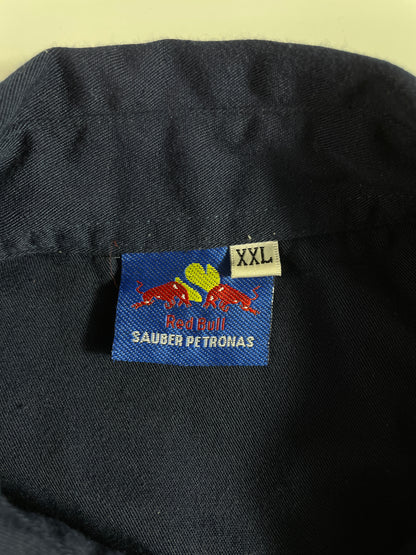 XXL
Red Bull
SAUBER PETRONAS